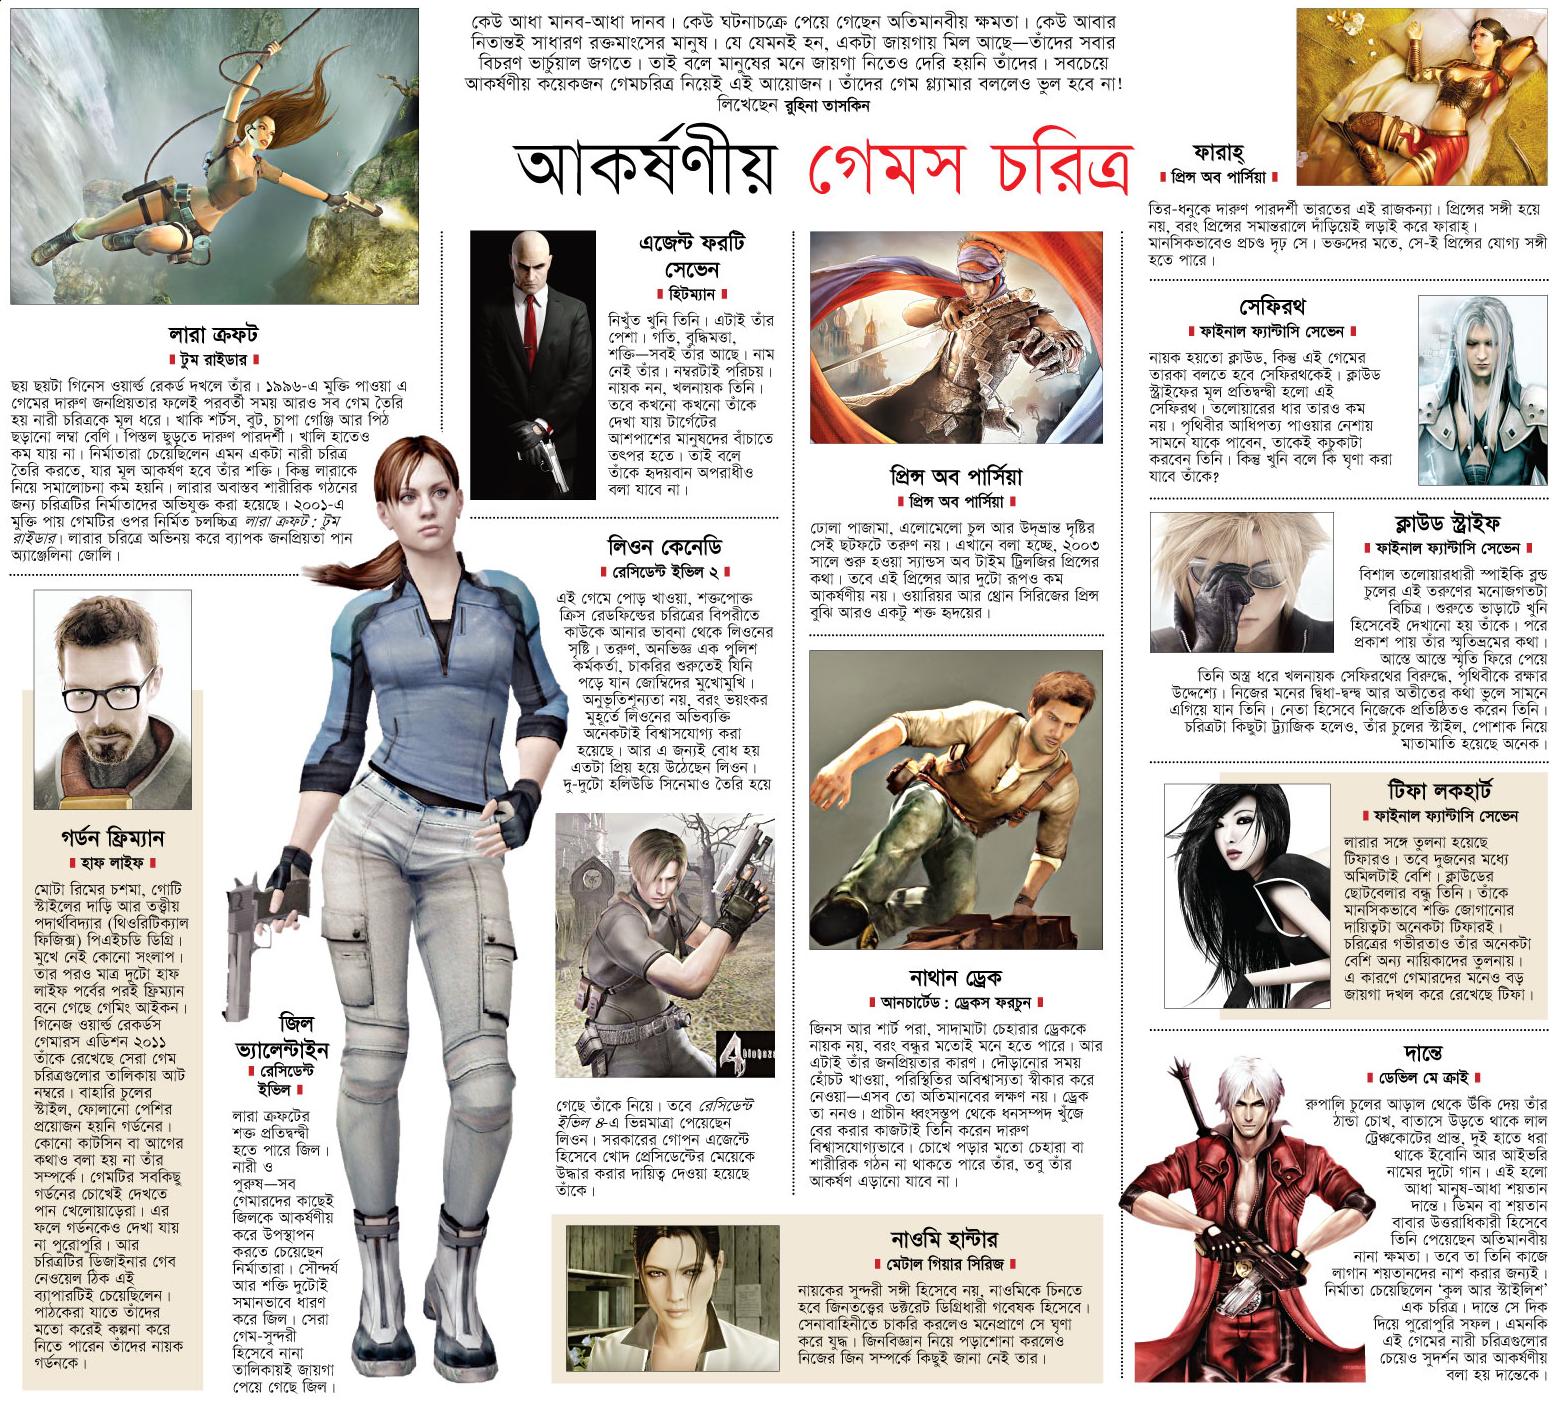 কেউ আধা মানব-আধা দানব। কেউ ঘটনাচক্রে পেয়ে গেছেন অতিমানবীয় ক্ষমতা। কেউ আবার
নিতান্তই সাধারণ রক্তমাংসের মানুষ। যে যেমনই হন, একটা জায়গায় মিল আছে—তাঁদের সবার
বিচরণ ভার্চুয়াল জগতে। তাই বলে মানুষের মনে জায়গা নিতেও দেরি হয়নি তাঁদের। সবচেয়ে
আকর্ষণীয় কয়েকজন গেমচরিত্র নিয়েই এই আয়োজন। তাঁদের গেম গ্ল্যামার বললেও ভুল হবে না!
লিখেছেন রুহিনা তাসকিন
আকর্ষণীয় গেমস চরিত্র
লারা ক্রফট
টুম রাইডার
ছয় ছয়টা গিনেস ওয়ার্ল্ড রেকর্ড দখলে তাঁর। ১৯৯৬-এ মুক্তি পাওয়া এ
গেমের দারুণ জনপ্রিয়তার ফলেই পরবর্তী সময় আরও সব গেম তৈরি
হয় নারী চরিত্রকে মূল ধরে। খাকি শর্টস, বুট, চাপা গেঞ্জি আর পিঠ
ছড়ানো লম্বা বেণি। পিস্তল ছুড়তে দারুণ পারদর্শী। খালি হাতেও
কম যায় না। নির্মাতারা চেয়েছিলেন এমন একটা নারী চরিত্র
তৈরি করতে, যার মূল আকর্ষণ হবে তাঁর শক্তি। কিন্তু লারাকে
নিয়ে সমালোচনা কম হয়নি। লারার অবাস্তব শারীরিক গঠনের
জন্য চরিত্রটির নির্মাতাদের অভিযুক্ত করা হয়েছে। ২০০১-এ
মুক্তি পায় গেমটির ওপর নির্মিত চলচ্চিত্র লারা ক্রফট: টুম
রাইডার। লারার চরিত্রে অভিনয় করে ব্যাপক জনপ্রিয়তা পান
অ্যাঞ্জেলিনা জোলি।
গর্ডন ফ্রিম্যান
হাফ লাইফ
মোটা রিমের চশমা, গোটি
স্টাইলের দাড়ি আর তত্ত্বীয়
পদার্থবিদ্যার (থিওরিটিক্যাল
ফিজিক্স) পিএইচডি ডিগ্রি।
মুখে নেই কোনো সংলাপ।
তার পরও মাত্র দুটো হাফ
লাইফ পর্বের পরই ফ্রিম্যান
বনে গেছে গেমিং আইকন।
গিনেজ ওয়ার্ল্ড রেকর্ডস
গেমারস এডিশন ২০১১
তাঁকে রেখেছে সেরা গেম
চরিত্রগুলোর তালিকায় আট
নম্বরে। বাহারি চুলের
স্টাইল, ফোলানো পেশির
প্রয়োজন হয়নি গর্ডনের।
কোনো কাটসিন বা আগের
কথাও বলা হয় না তাঁর
সম্পর্কে। গেমটির সবকিছু
গর্ডনের চোখেই দেখতে
পান খেলোয়াড়েরা। এর
ফলে গর্ডনকেও দেখা যায়
না পুরোপুরি। আর
চরিত্রটির ডিজাইনার গেব
নেওয়েল ঠিক এই
ব্যাপারটিই চেয়েছিলেন।
পাঠকেরা যাতে তাঁদের
মতো করেই কল্পনা করে
নিতে পারেন তাঁদের নায়ক
গর্ডনকে।
জিল
ভ্যালেন্টাইন
রেসিডেন্ট
ইভিল
লারা ক্রফটের
শক্ত প্রতিদ্বন্দ্বী
হতে পারে জিল।
নারী ও
পুরুষ—সব
গেমারদের কাছেই
জিলকে আকর্ষণীয়
করে উপস্থাপন
করতে চেয়েছেন
নির্মাতারা। সৌন্দর্য
আর শক্তি দুটোই
সমানভাবে ধারণ
করে জিল। সেরা
গেম-সুন্দরী
হিসেবে নানা
তালিকায়ই জায়গা
পেয়ে গেছে জিল।
এজেন্ট ফরটি
সেভেন
হিটম্যান
নিখুঁত খুনি তিনি। এটাই তাঁর
পেশা। গতি, বুদ্ধিমত্তা,
শক্তি—সবই তাঁর আছে। নাম
নেই তাঁর। নম্বরটাই পরিচয়।
নায়ক নন, খলনায়ক তিনি।
তবে কখনো কখনো তাঁকে
দেখা যায় টার্গেটের
আশপাশের মানুষদের বাঁচাতে
তৎপর হতে। তাই বলে
তাঁকে হৃদয়বান অপরাধীও
বলা যাবে না।
লিওন কেনেডি
রেসিডেন্ট ইভিল ২
এই গেমে পোড় খাওয়া, শক্তপোক্ত
ক্রিস রেডফিল্ডের চরিত্রের বিপরীতে
কাউকে আনার ভাবনা থেকে লিওনের
সৃষ্টি। তরুণ, অনভিজ্ঞ এক পুলিশ
কর্মকর্তা, চাকরির শুরুতেই যিনি
পড়ে যান জোম্বিদের মুখোমুখি।
অনুভূতিশূন্যতা নয়, বরং ভয়ংকর
মুহূর্তে লিওনের অভিব্যক্তি
অনেকটাই বিশ্বাসযোগ্য করা
হয়েছে। আর এ জন্যই বোধ হয়
এতটা প্রিয় হয়ে উঠেছেন লিওন।
দু-দুটো হলিউডি সিনেমাও তৈরি হয়ে
4
গেছে তাঁকে নিয়ে। তবে রেসিডেন্ট
ইভিল ৪-এ ভিন্নমাত্রা পেয়েছেন
লিওন। সরকারের গোপন এজেন্টে
হিসেবে খোদ প্রেসিডেন্টের মেয়েকে
উদ্ধার করার দায়িত্ব দেওয়া হয়েছে
তাঁকে।
প্রিন্স অব পার্সিয়া
প্রিন্স অব পার্সিয়া
ঢোলা পাজামা, এলোমেলো চুল আর উদ্‌ভ্রান্ত দৃষ্টির
সেই ছটফটে তরুণ নয়। এখানে বলা হচ্ছে, ২০০৩
সালে শুরু হওয়া স্যান্ডস অব টাইম ট্রিলজির প্রিন্সের
কথা। তবে এই প্রিন্সের আর দুটো রূপও কম
আকর্ষণীয় নয়। ওয়ারিয়র আর থ্রোন সিরিজের প্রিন্স
বুঝি আরও একটু শক্ত হৃদয়ের।
নাথান ড্রেক
আনচার্টেড: ড্রেকস ফরচুন
জিনস আর শার্ট পরা, সাদামাটা চেহারার ড্রেককে
নায়ক নয়, বরং বন্ধুর মতোই মনে হতে পারে। আর
এটাই তাঁর জনপ্রিয়তার কারণ। দৌড়ানোর সময়
হোঁচট খাওয়া, পরিস্থিতির অবিশ্বাস্যতা স্বীকার করে
নেওয়া—এসব তো অতিমানবের লক্ষণ নয়। ড্রেক
তা ননও। প্রাচীন ধ্বংসস্তূপ থেকে ধনসম্পদ খুঁজে
বের করার কাজটাই তিনি করেন দারুণ
বিশ্বাসযোগ্যভাবে। চোখে পড়ার মতো চেহারা বা
শারীরিক গঠন না থাকতে পারে তাঁর, তবু তাঁর
আকর্ষণ এড়ানো যাবে না।
নাওমি হান্টার
মেটাল গিয়ার সিরিজ
নায়কের সুন্দরী সঙ্গী হিসেবে নয়, নাওমিকে চিনতে
হবে জিনতত্ত্বের ডক্টরেট ডিগ্রিধারী গবেষক হিসেবে।
সেনাবাহিনীতে চাকরি করলেও মনেপ্রাণে সে ঘৃণা
করে যুদ্ধ। জিনবিজ্ঞান নিয়ে পড়াশোনা করলেও
নিজের জিন সম্পর্কে কিছুই জানা নেই তার।
ফারাহ্
প্রিন্স অব পার্সিয়া
তির-ধনুকে দারুণ পারদর্শী ভারতের এই রাজকন্যা। প্রিন্সের সঙ্গী হয়ে
নয়, বরং প্রিন্সের সমান্তরালে দাঁড়িয়েই লড়াই করে ফারাহ্।
মানসিকভাবেও প্রচণ্ড দৃঢ় সে। ভক্তদের মতে, সে-ই প্রিন্সের যোগ্য সঙ্গী
হতে পারে।
সেফিরথ
ফাইনাল ফ্যান্টাসি সেভেন
নায়ক হয়তো ক্লাউড, কিন্তু এই গেমের
তারকা বলতে হবে সেফিরথকেই। ক্লাউড
স্ট্রাইফের মূল প্রতিদ্বন্দ্বী হলো এই
সেফিরথ। তলোয়ারের ধার তারও কম
নয়। পৃথিবীর আধিপত্য পাওয়ার নেশায়
সামনে যাকে পাবেন, তাকেই কচুকাটা
করবেন তিনি। কিন্তু খুনি বলে কি ঘৃণা করা
যাবে তাঁকে?
ক্লাউড স্ট্রাইফ
ফাইনাল ফ্যান্টাসি সেভেন
বিশাল তলোয়ারধারী স্পাইকি ব্লন্ড
চুলের এই তরুণের মনোজগতটা
বিচিত্র। শুরুতে ভাড়াটে খুনি
হিসেবেই দেখানো হয় তাঁকে। পরে
প্রকাশ পায় তাঁর স্মৃতিভ্রমের কথা।
আস্তে আস্তে স্মৃতি ফিরে পেয়ে
তিনি অস্ত্র ধরে খলনায়ক সেফিরথের বিরুদ্ধে, পৃথিবীকে রক্ষার
উদ্দেশ্যে। নিজের মনের দ্বিধা-দ্বন্দ্ব আর অতীতের কথা ভুলে সামনে
এগিয়ে যান তিনি। নেতা হিসেবে নিজেকে প্রতিষ্ঠিতও করেন তিনি।
চরিত্রটা কিছুটা ট্র্যাজিক হলেও, তাঁর চুলের স্টাইল, পোশাক নিয়ে
মাতামাতি হয়েছে অনেক।
টিফা লকহার্ট
ফাইনাল ফ্যান্টাসি সেভেন
লারার সঙ্গে তুলনা হয়েছে
টিফারও। তবে দুজনের মধ্যে
অমিলটাই বেশি। ক্লাউডের
ছোটবেলার বন্ধু তিনি। তাঁকে
মানসিকভাবে শক্তি জোগানোর
দায়িত্বটা অনেকটা টিফারই।
চরিত্রের গভীরতাও তাঁর অনেকটা
বেশি অন্য নায়িকাদের তুলনায়।
এ কারণে গেমারদের মনেও বড়
জায়গা দখল করে রেখেছে টিফা।
দান্তে
ডেভিল মে ক্রাই
রুপালি চুলের আড়াল থেকে উঁকি দেয় তাঁর
ঠান্ডা চোখ, বাতাসে উড়তে থাকে লাল
ট্রেঞ্চকোটের প্রান্ত, দুই হাতে ধরা
থাকে ইবোনি আর আইভরি
নামের দুটো গান। এই হলো
আধা মানুষ-আধা শয়তান
দান্তে। ডিমন বা শয়তান
বাবার উত্তরাধিকারী হিসেবে
তিনি পেয়েছেন অতিমানবীয়
নানা ক্ষমতা। তবে তা তিনি কাজে
লাগান শয়তানদের নাশ করার জন্যই।
নির্মাতা চেয়েছিলেন ‘কুল আর স্টাইলিশ’
এক চরিত্র। দান্তে সে দিক
দিয়ে পুরোপুরি সফল। এমনকি
এই গেমের নারী চরিত্রগুলোর
চেয়েও সুদর্শন আর আকর্ষণীয়
বলা হয় দান্তেকে।